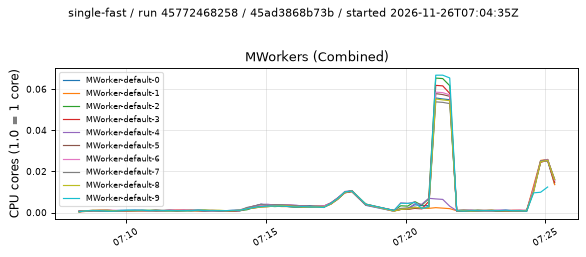 single-fast / run 45772468258 / 45ad3868b73b / started 2026-11-26T07:04:35Z
MWorkers (Combined)
CPU cores (1.0 = 1 core)
0.06
0.04
0.02
0.00
MWorker-default-0
MWorker-default-1
MWorker-default-2
MWorker-default-3
MWorker-default-4
MWorker-default-5
MWorker-default-6
MWorker-default-7
MWorker-default-8
MWorker-default-9
07:10
07:15
07:20
07:25